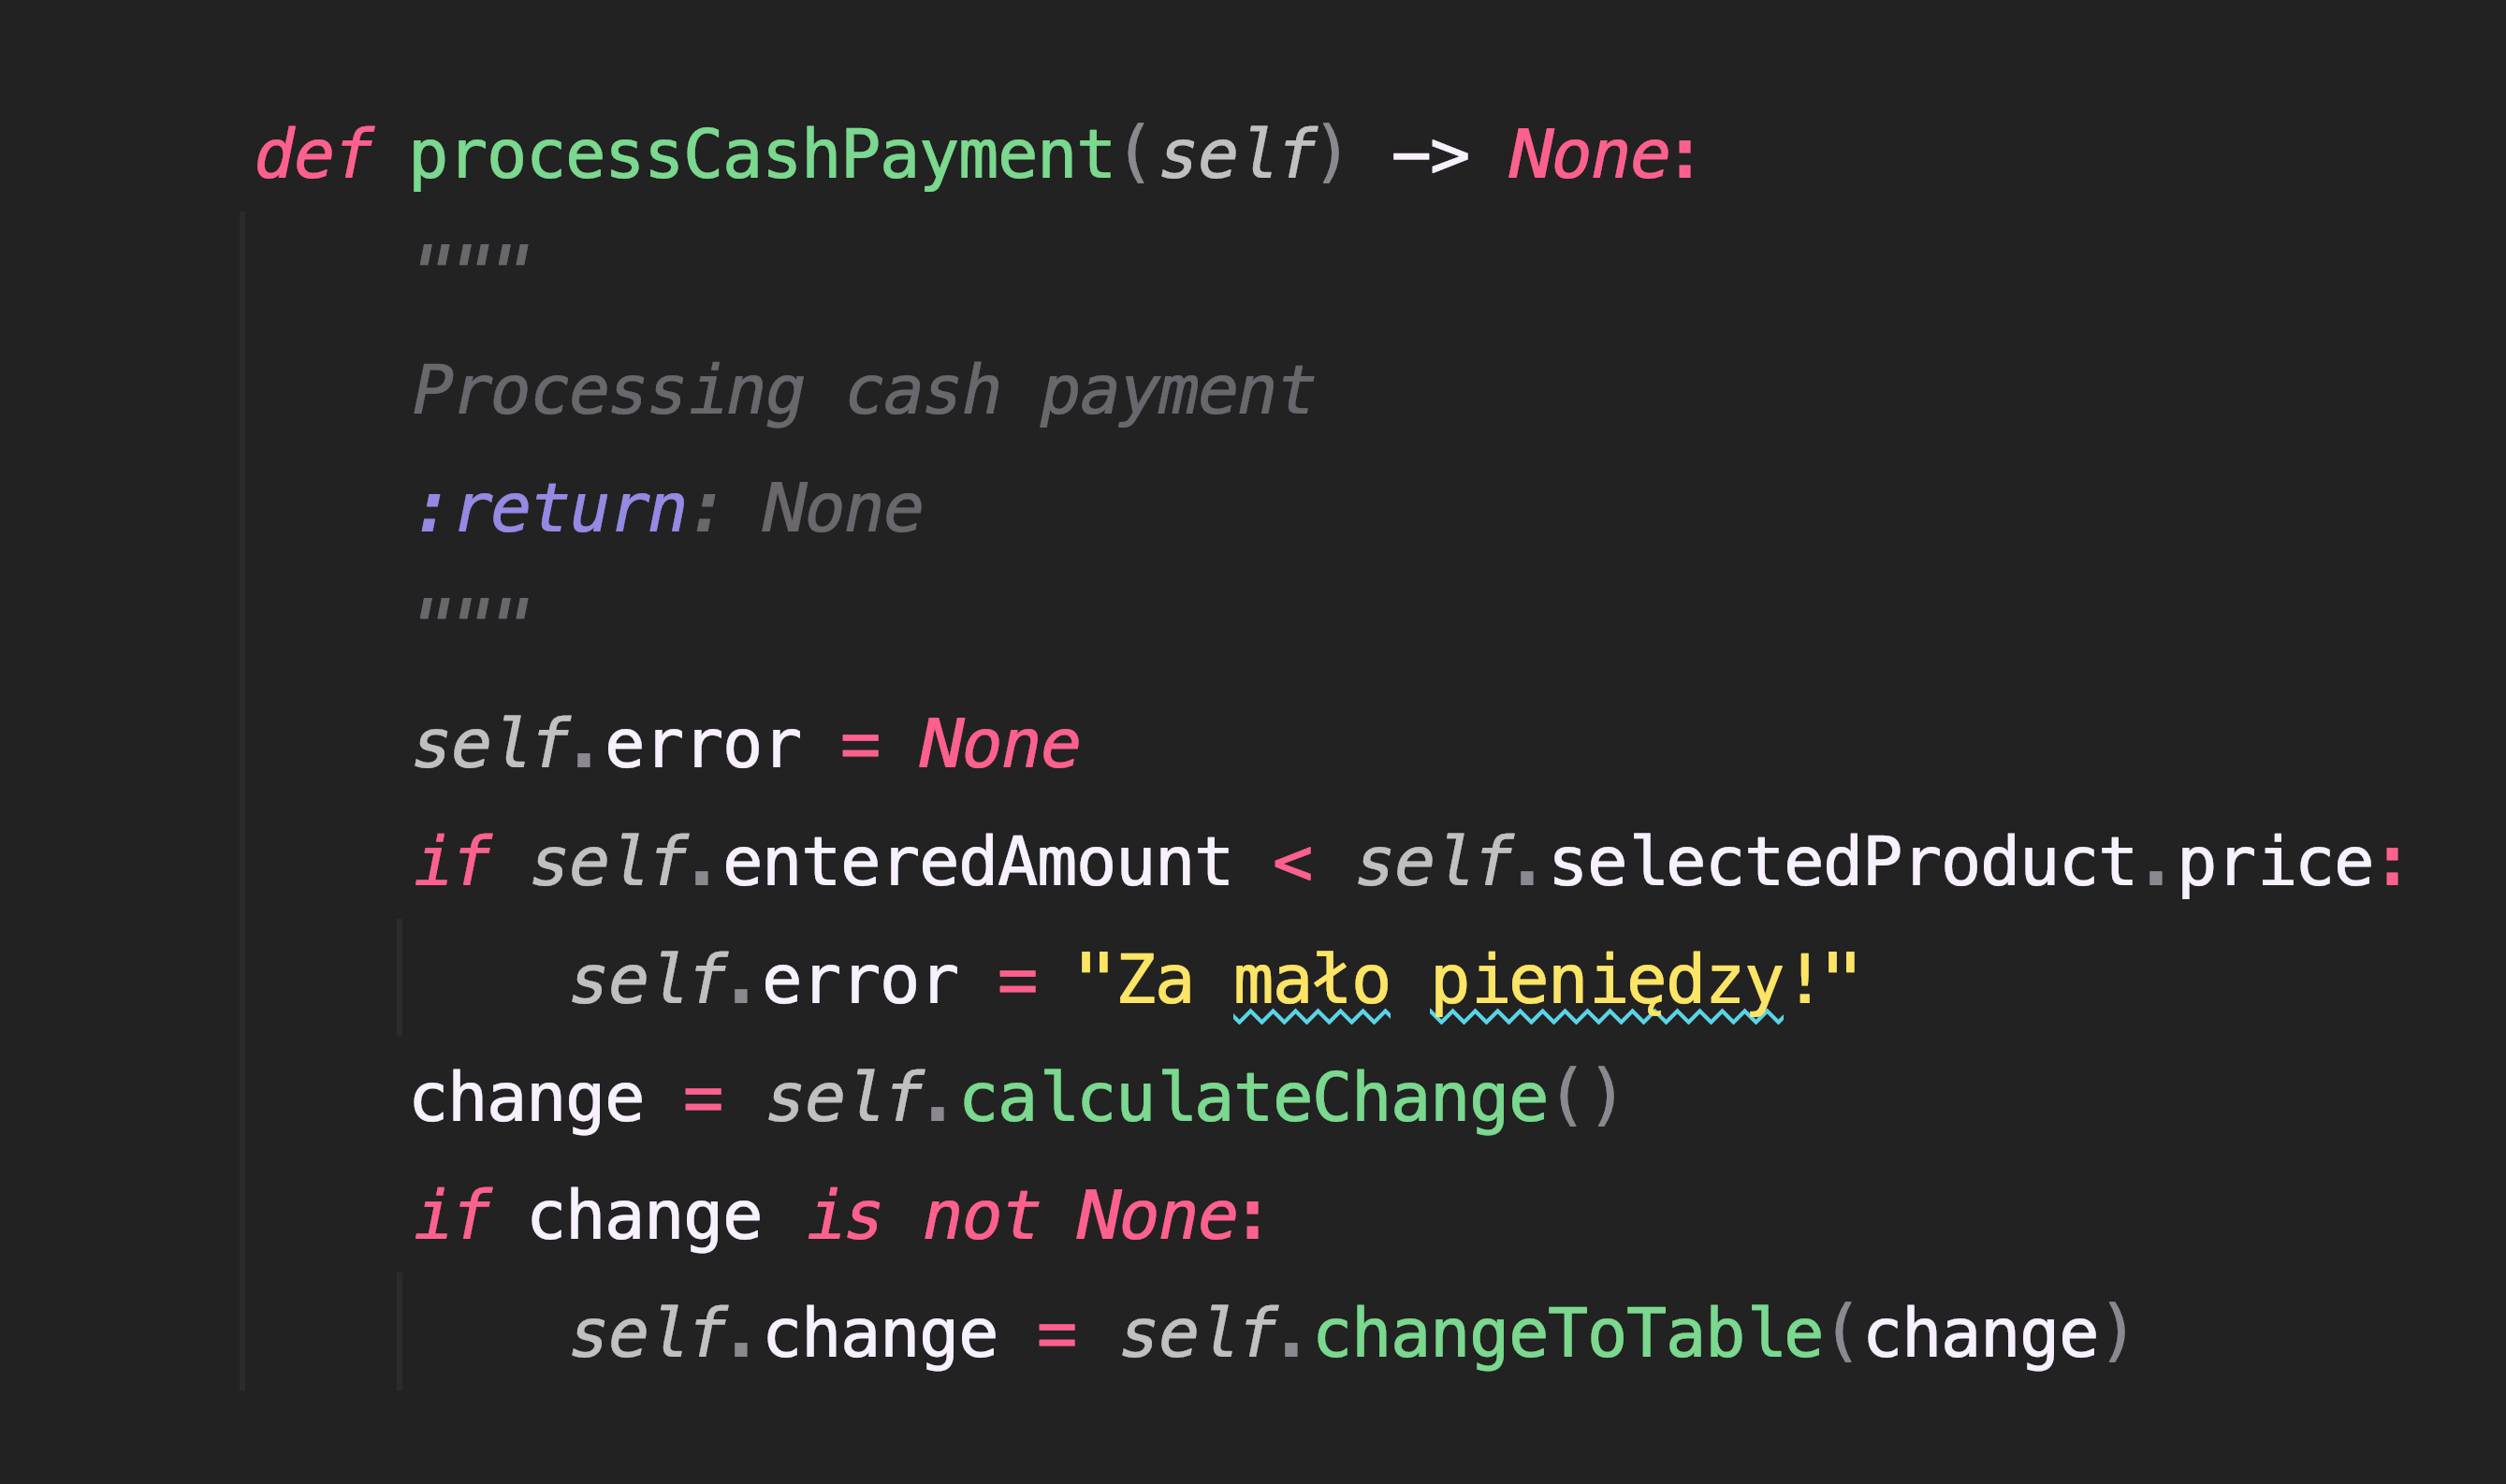 def processCashPayment(self) -> None:
"""
Processing cash payment
:return: None
"""
self.error = None
if self.enteredAmount < self.selectedProduct.price:
self.error = "Za mało pieniędzy!"
change = self.calculateChange()
if change is not None:
self.change = self.changeToTable(change)